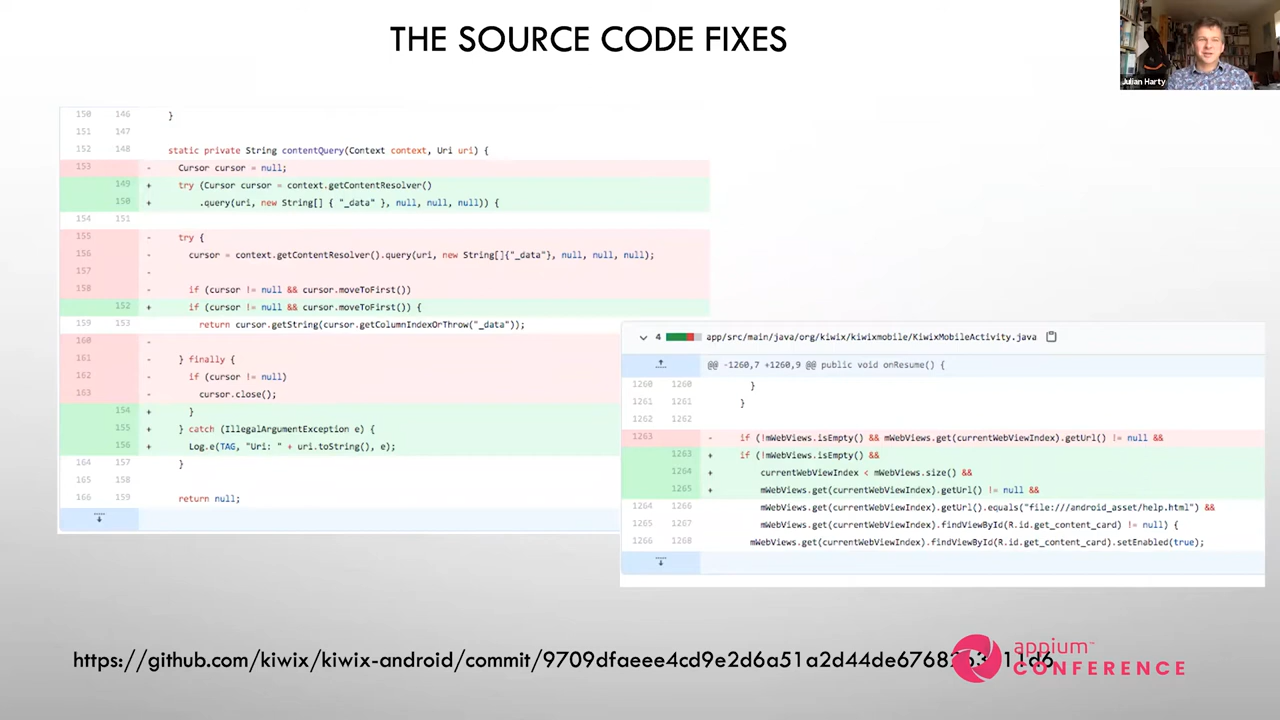 THE SOURCE CODE FIXES
Julian Harty
150 146 }
151 147
152 148 static private String contentQuery(Context context, Uri uri) {
153 - Cursor cursor = null;
149 + try (Cursor cursor = context.getContentResolver()
150 + .query(uri, new String[] { "_data" }, null, null, null)) {
154 151
155 - try {
156 - cursor = context.getContentResolver().query(uri, new String[]{"_data"}, null, null, null);
157 -
158 - if (cursor != null && cursor.moveToFirst())
152 + if (cursor != null && cursor.moveToFirst()) {
159 153 return cursor.getString(cursor.getColumnIndexOrThrow("_data"));
160 -
161 - } finally {
162 - if (cursor != null)
163 - cursor.close();
154 + }
155 + } catch (IllegalArgumentException e) {
156 + Log.e(TAG, "Uri: " + uri.toString(), e);
164 157 }
165 158
166 159 return null;
4 app/src/main/java/org/kiwix/kiwixmobile/KiwixMobileActivity.java
@@ -1260,7 +1260,9 @@ public void onResume() {
1260 1260 }
1261 1261 }
1262 1262
1263 - if (!mWebViews.isEmpty() && mWebViews.get(currentWebViewIndex).getUrl() != null &&
1263 + if (!mWebViews.isEmpty() &&
1264 + currentWebViewIndex < mWebViews.size() &&
1265 + mWebViews.get(currentWebViewIndex).getUrl() != null &&
1264 1266 mWebViews.get(currentWebViewIndex).getUrl().equals("file:///android_asset/help.html") &&
1265 1267 mWebViews.get(currentWebViewIndex).findViewById(R.id.get_content_card) != null) {
1266 1268 mWebViews.get(currentWebViewIndex).findViewById(R.id.get_content_card).setEnabled(true);
https://github.com/kiwix/kiwix-android/commit/
appium™
CONFERENCE